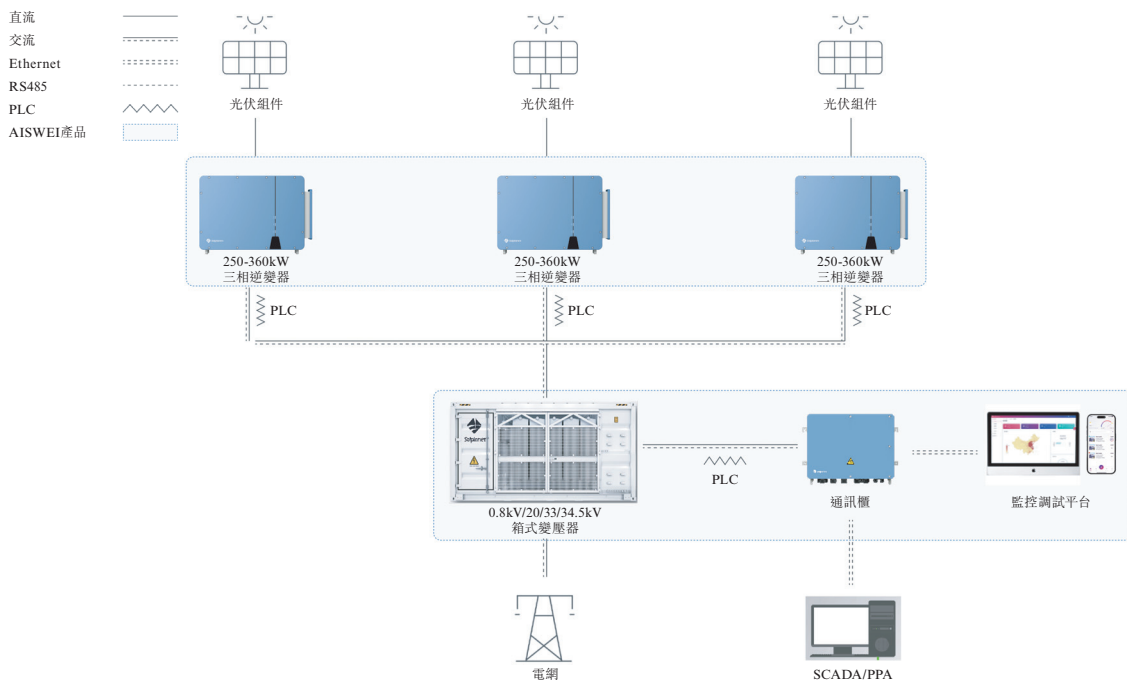 直流
交流
Ethernet
RS485
PLC
AISWEI產品
光伏組件
光伏組件
光伏組件
250-360kW
三相逆變器
250-360kW
三相逆變器
250-360kW
三相逆變器
PLC
PLC
PLC
Solplanet
0.8kV/20/33/34.5kV
箱式變壓器
PLC
通訊櫃
監控調試平台
電網
SCADA/PPA